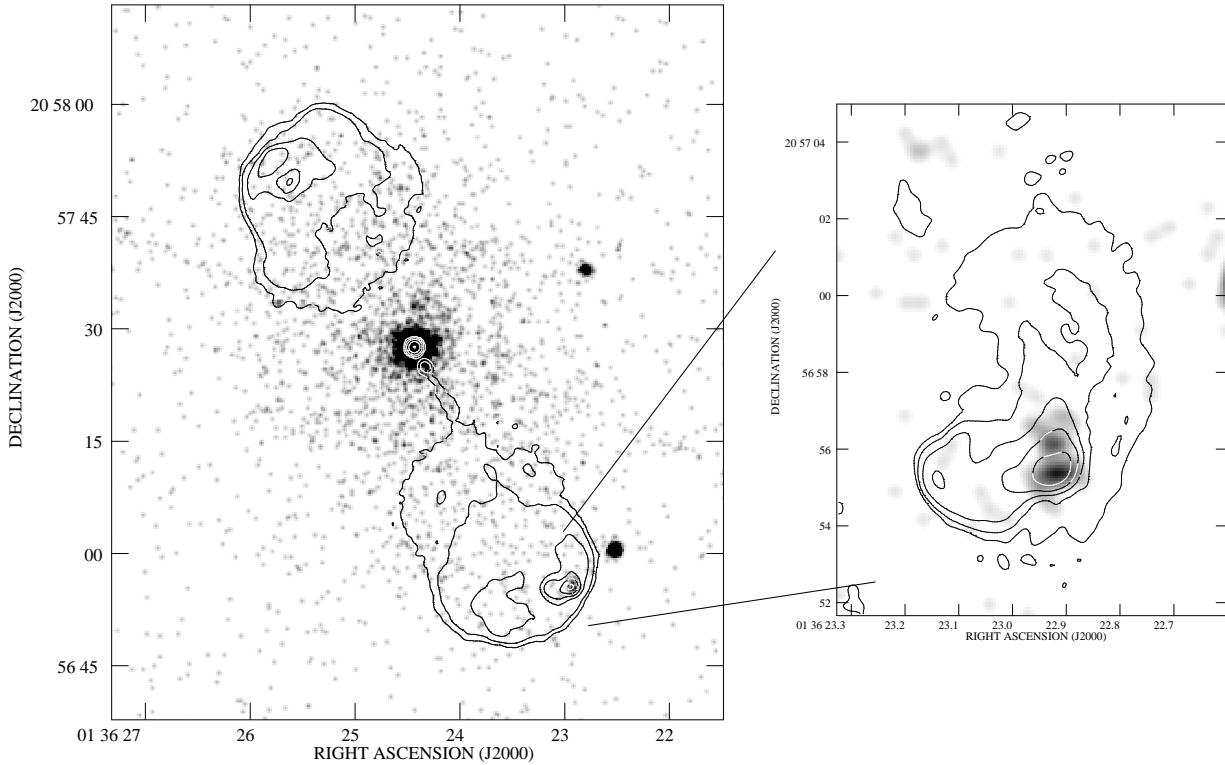 20 58 00
57 45
30
15
00
56 45
DECLINATION (J2000)
01 36 27
26
25
24
23
22
RIGHT ASCENSION (J2000)
20 57 04
02
00
56 58
56
54
52
DECLINATION (J2000)
01 36 23.3
23.2
23.1
23.0
22.9
22.8
22.7
RIGHT ASCENSION (J2000)